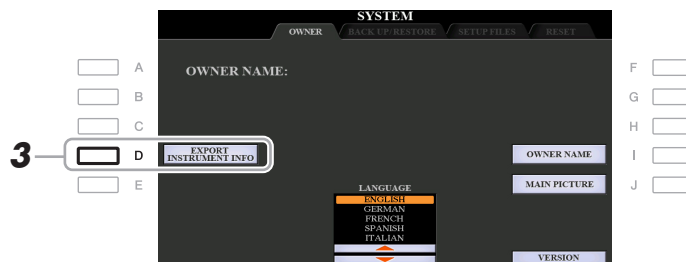 SYSTEM
OWNER BACK UP/RESTORE SETUP FILES RESET
OWNER NAME:
A
B
C
3 D
E
EXPORT
INSTRUMENT INFO
LANGUAGE
ENGLISH
GERMAN
FRENCH
SPANISH
ITALIAN
OWNER NAME
MAIN PICTURE
VERSION
F
G
H
I
J